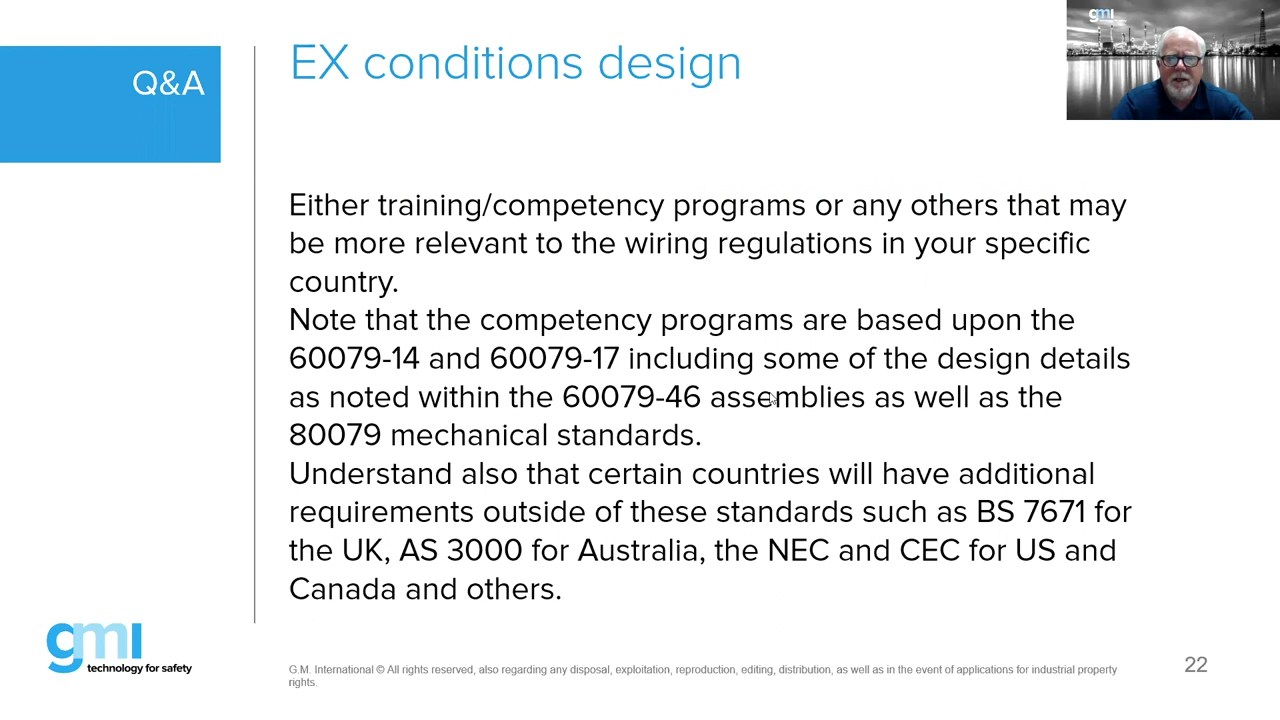 Q&A
EX conditions design
gmi
Either training/competency programs or any others that may
be more relevant to the wiring regulations in your specific
country.
Note that the competency programs are based upon the
60079-14 and 60079-17 including some of the design details
as noted within the 60079-46 assemblies as well as the
80079 mechanical standards.
Understand also that certain countries will have additional
requirements outside of these standards such as BS 7671 for
the UK, AS 3000 for Australia, the NEC and CEC for US and
Canada and others.
gmi
technology for safety
G.M. International © All rights reserved, also regarding any disposal, exploitation, reproduction, editing, distribution, as well as in the event of applications for industrial property
rights.
22